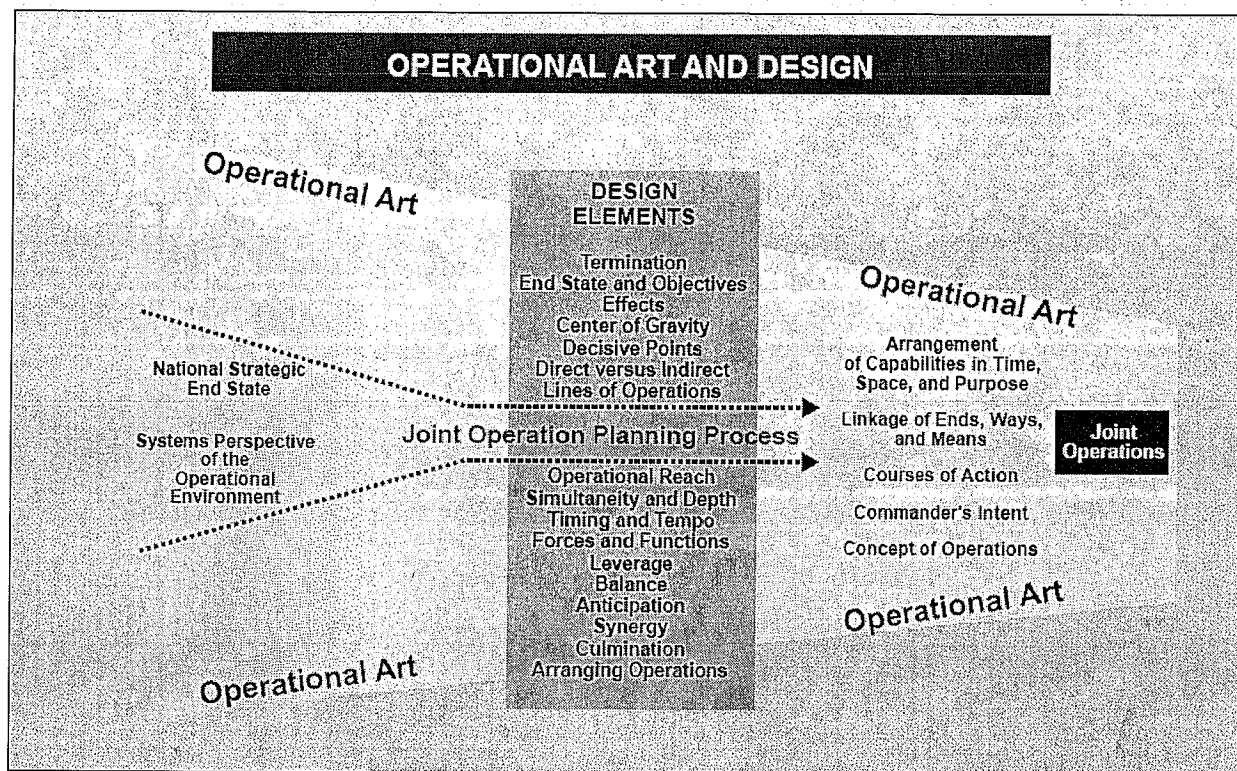 OPERATIONAL ART AND DESIGN
Operational Art
National Strategic
End State
Systems Perspective
of the
Operational
Environment
Operational Art
DESIGN
ELEMENTS
Termination
End State and Objectives
Effects
Center of Gravity
Decisive Points
Direct versus Indirect
Lines of Operations
Joint Operation Planning Process
Operational Reach
Simultaneity and Depth
Timing and Tempo
Forces and Functions
Leverage
Balance
Anticipation
Synergy
Culmination
Arranging Operations
Operational Art
Arrangement
of Capabilities in Time,
Space, and Purpose
Linkage of Ends, Ways,
and Means
Courses of Action
Commander's Intent
Concept of Operations
Operational Art
Joint
Operations